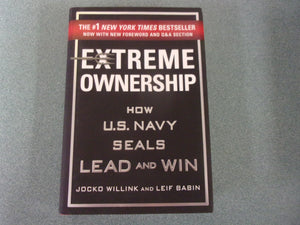 THE #1 NEW YORK TIMES BESTSELLER
NOW WITH NEW FOREWORD AND Q&A SECTION
EXTREME
OWNERSHIP
HOW
U.S. NAVY
SEALS
LEAD AND WIN
JOCKO WILLINK AND LEIF BABIN